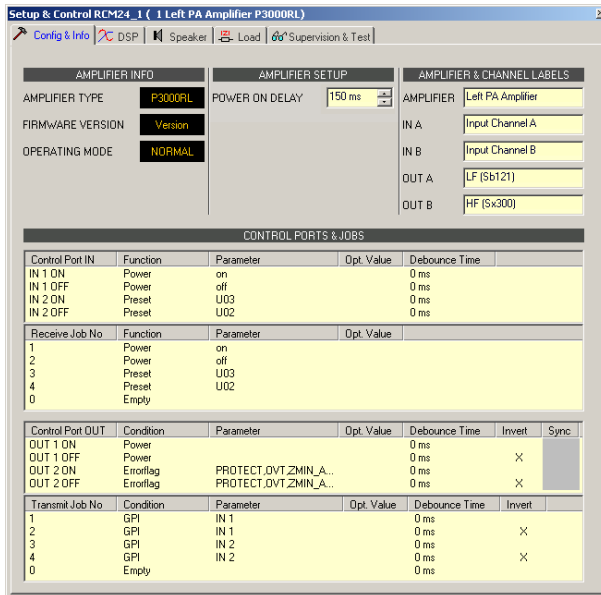 Setup & Control RCM24_1 ( 1 Left PA Amplifier P3000RL)
Config & Info DSP Speaker Load Supervision & Test
AMPLIFIER INFO AMPLIFIER SETUP AMPLIFIER & CHANNEL LABELS
AMPLIFIER TYPE P3000RL POWER ON DELAY 150 ms AMPLIFIER Left PA Amplifier
FIRMWARE VERSION Version IN A Input Channel A
OPERATING MODE NORMAL IN B Input Channel B
OUT A LF (Sb121)
OUT B HF (Sx300)
CONTROL PORTS & JOBS
Control Port IN Function Parameter Opt. Value Debounce Time
IN 1 ON Power on 0 ms
IN 1 OFF Power off 0 ms
IN 2 ON Preset U03 0 ms
IN 2 OFF Preset U02 0 ms
Receive Job No Function Parameter Opt. Value
1 Power on
2 Power off
3 Preset U03
4 Preset U02
0 Empty
Control Port OUT Condition Parameter Opt. Value Debounce Time Invert Sync
OUT 1 ON Power 0 ms
OUT 1 OFF Power 0 ms X
OUT 2 ON Errorflag PROTECT,OVT,ZMIN_A... 0 ms
OUT 2 OFF Errorflag PROTECT,OVT,ZMIN_A... 0 ms X
Transmit Job No Condition Parameter Opt. Value Debounce Time Invert
1 GPI IN 1 0 ms
2 GPI IN 1 0 ms X
3 GPI IN 2 0 ms
4 GPI IN 2 0 ms X
0 Empty 0 ms